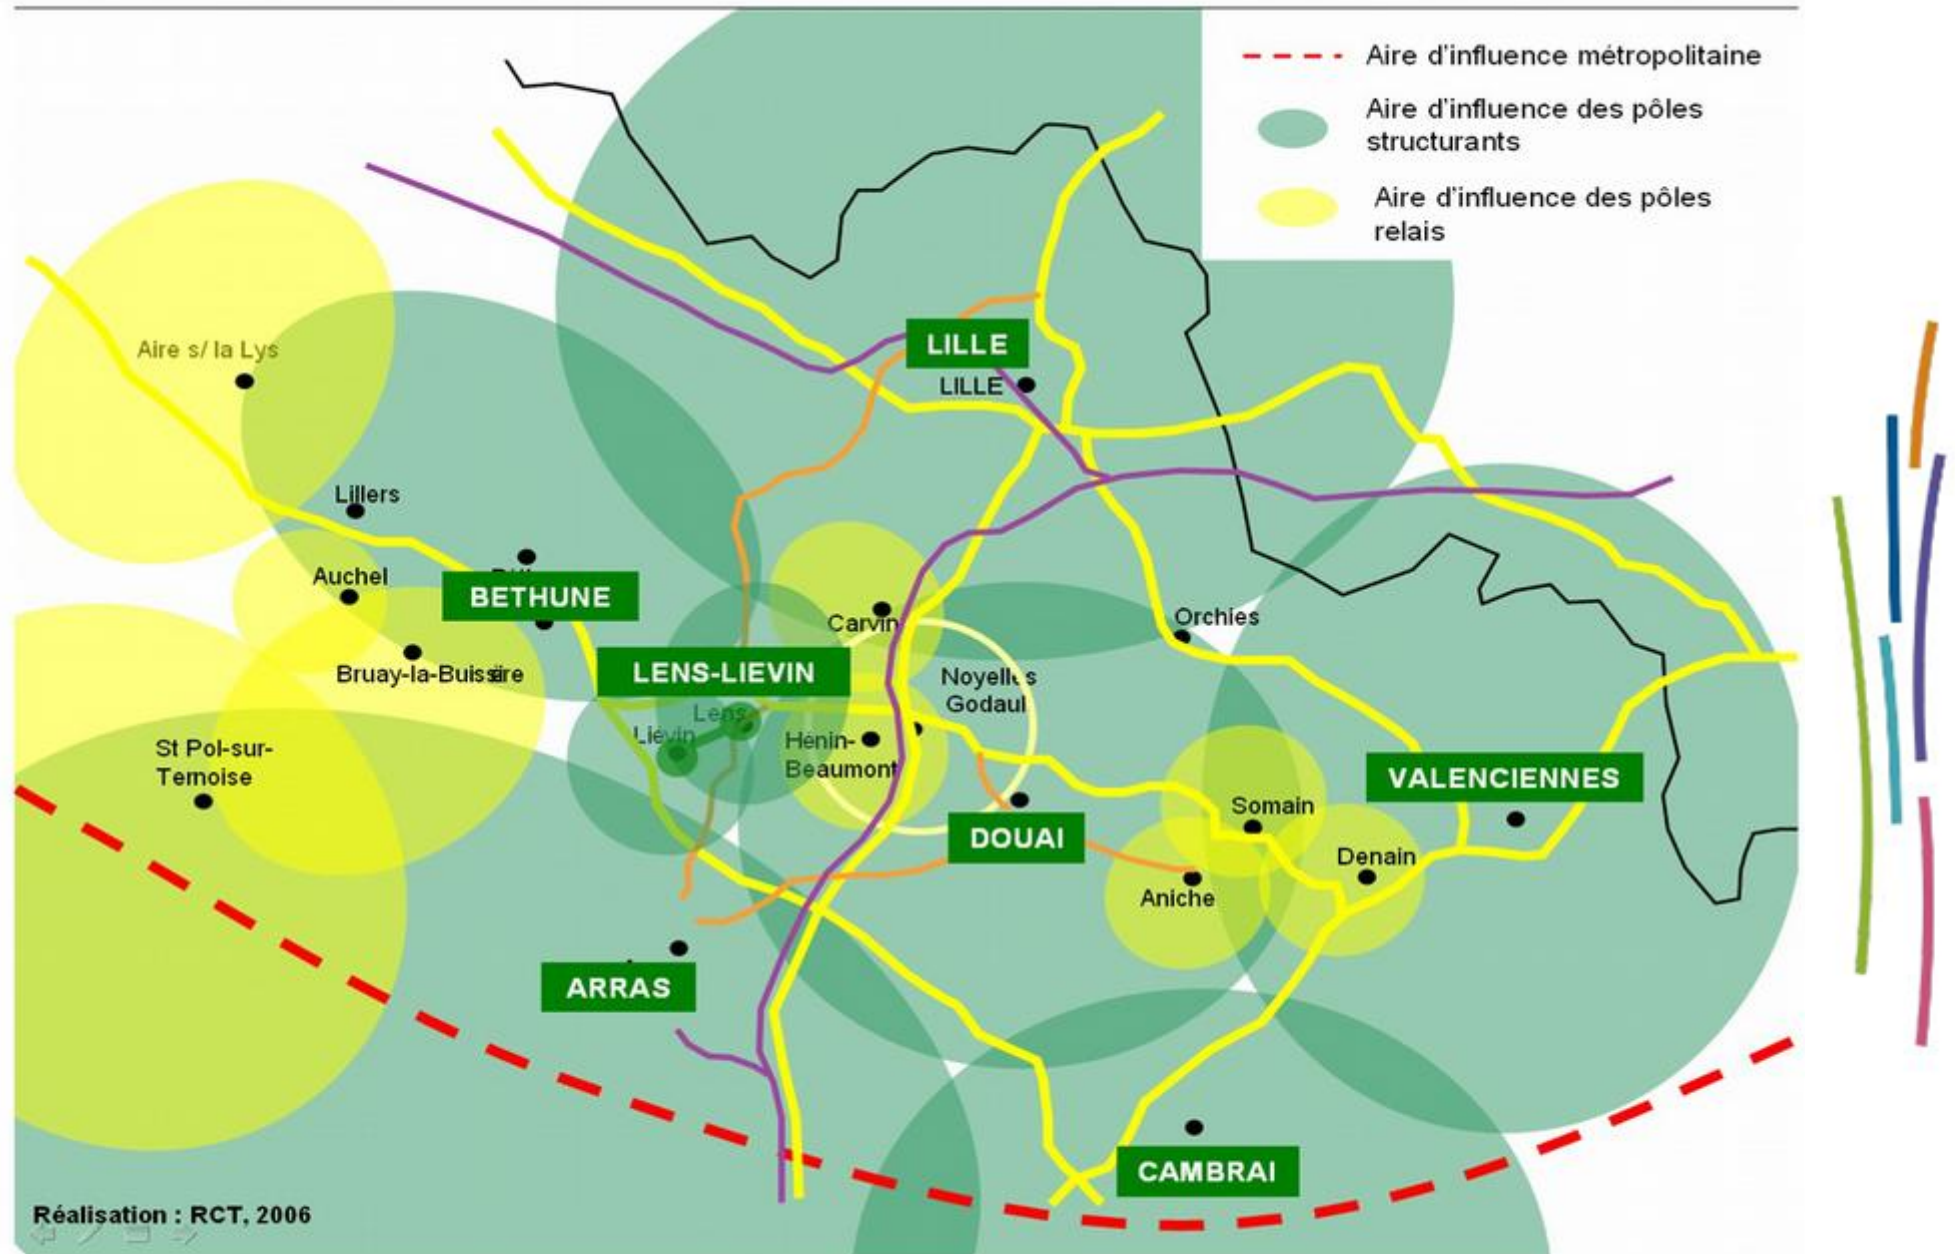 Aire d'influence métropolitaine
Aire d'influence des pôles
structurants
Aire d'influence des pôles
relais
LILLE
LILLE
Aire s/ la Lys
Lillers
Auchel
BETHUNE
Bruay-la-Buissière
Carvin
Orchies
LENS-LIEVIN
Noyelles
Godault
Lens
Liévin
Hénin-
Beaumont
St Pol-sur-
Ternoise
VALENCIENNES
Somain
DOUAI
Denain
Aniche
ARRAS
CAMBRAI
Réalisation : RCT, 2006